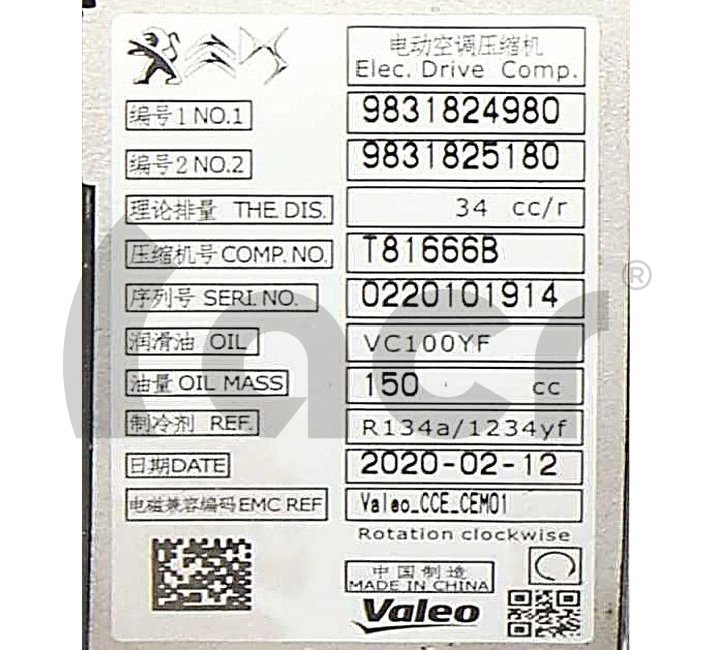 电动空调压缩机
Elec. Drive Comp.
编号1 NO.1 9831824980
编号2 NO.2 9831825180
理论排量 THE. DIS. 34 cc/r
压缩机号 COMP. NO. T81666B
序列号 SERI. NO. 0220101914
润滑油 OIL VC100YF
油量 OIL MASS 150 cc
制冷剂 REF. R134a/1234yf
日期DATE 2020-02-12
电磁兼容编码EMC REF Valeo_CCE_CEM01
Rotation clockwise
中国制造
MADE IN CHINA
Valeo
lacr®